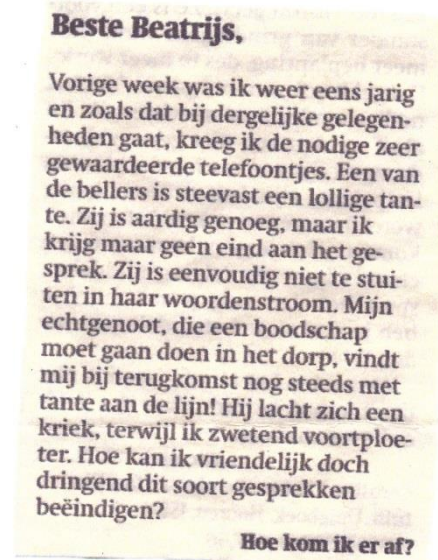 Beste Beatrijs,
Vorige week was ik weer eens jarig
en zoals dat bij dergelijke gelegen-
heden gaat, kreeg ik de nodige zeer
gewaardeerde telefoontjes. Een van
de bellers is steevast een lollige tan-
te. Zij is aardig genoeg, maar ik
krijg maar geen eind aan het ge-
sprek. Zij is eenvoudig niet te stui-
ten in haar woordenstroom. Mijn
echtgenoot, die een boodschap
moet gaan doen in het dorp, vindt
mij bij terugkomst nog steeds met
tante aan de lijn! Hij lacht zich een
kriek, terwijl ik zwetend voortploe-
ter. Hoe kan ik vriendelijk doch
dringend dit soort gesprekken
beëindigen?
Hoe kom ik er af?